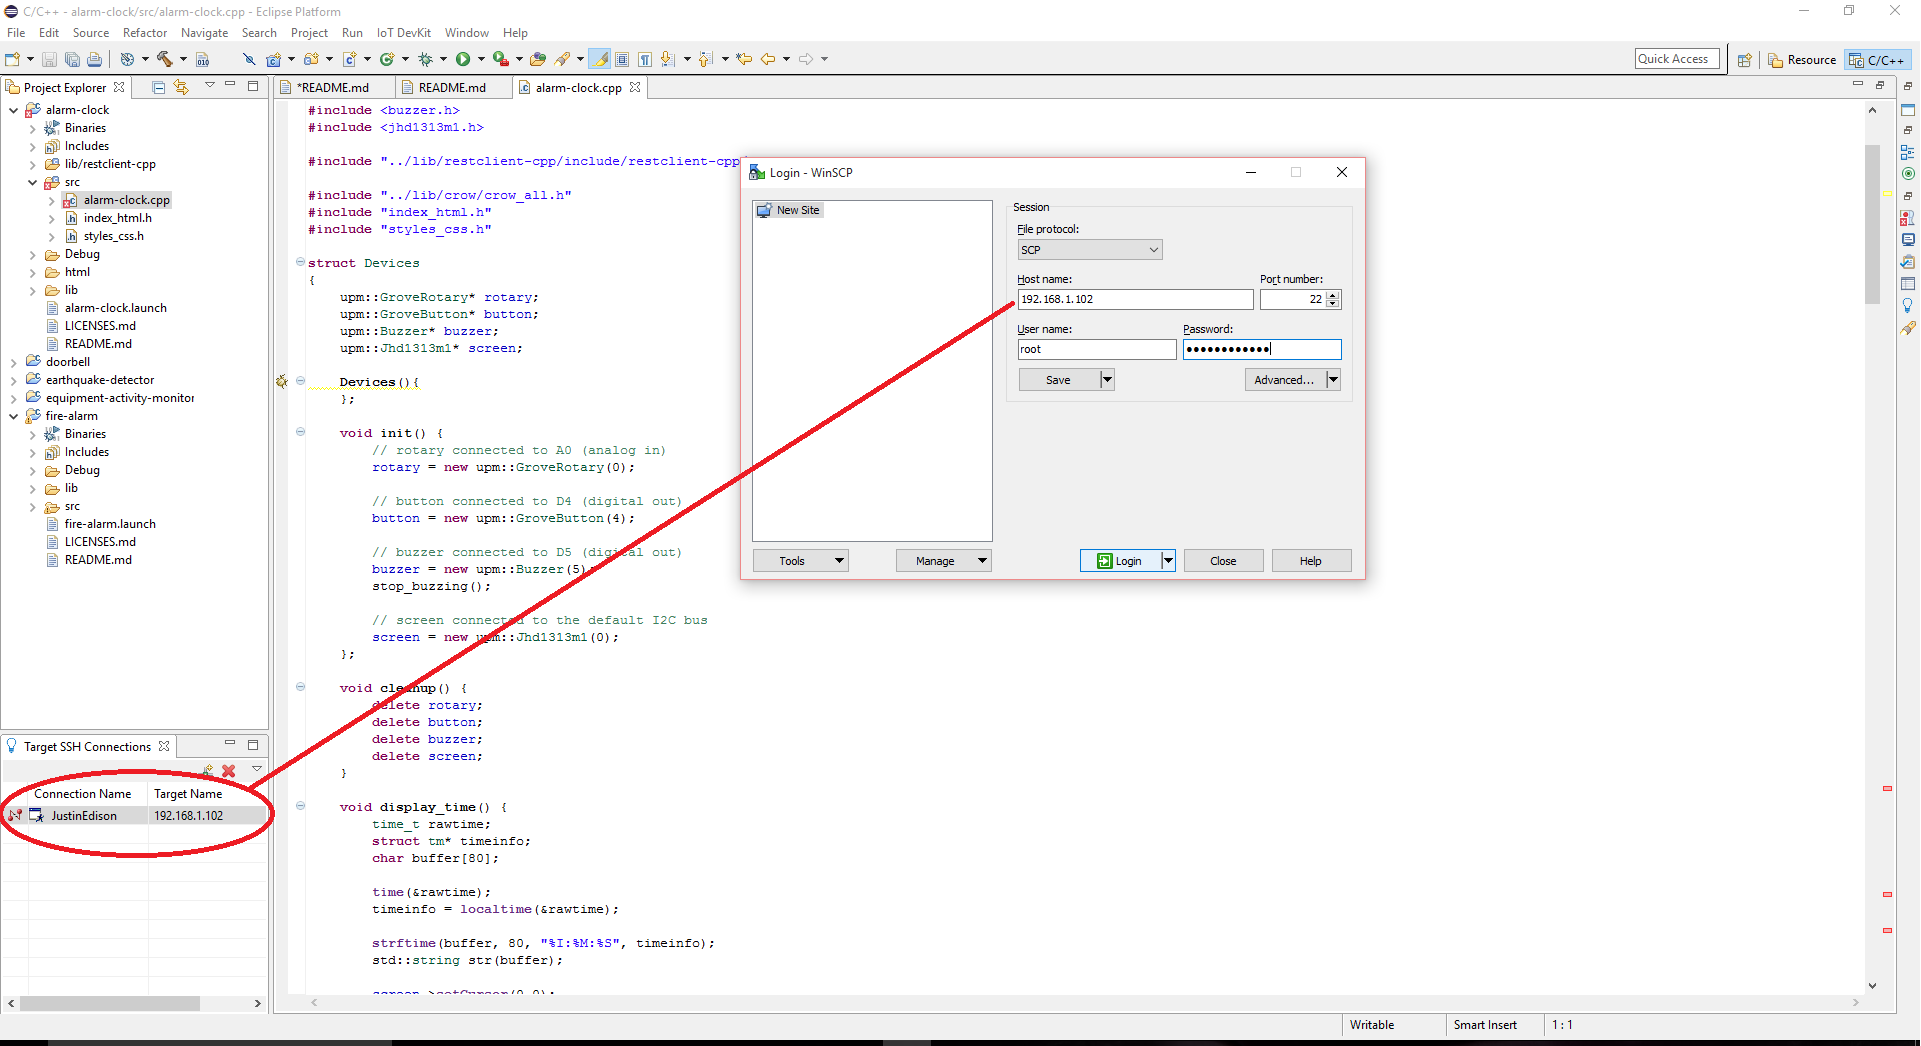 C/C++ - alarm-clock/src/alarm-clock.cpp - Eclipse Platform
File Edit Source Refactor Navigate Search Project Run IoT DevKit Window Help
Quick Access
Resource
C/C++
Project Explorer
alarm-clock
Binaries
Includes
lib/restclient-cpp
src
alarm-clock.cpp
index_html.h
styles_css.h
Debug
html
lib
alarm-clock.launch
LICENSES.md
README.md
doorbell
earthquake-detector
equipment-activity-monitor
fire-alarm
Binaries
Includes
Debug
lib
src
fire-alarm.launch
LICENSES.md
README.md
Target SSH Connections
Connection Name Target Name
JustinEdison 192.168.1.102
*README.md
README.md
alarm-clock.cpp
#include <buzzer.h>
#include <jhd1313m1.h>
#include "../lib/restclient-cpp/include/restclient-cpp
#include "../lib/crow/crow_all.h"
#include "index_html.h"
#include "styles_css.h"
struct Devices
{
upm::GroveRotary* rotary;
upm::GroveButton* button;
upm::Buzzer* buzzer;
upm::Jhd1313m1* screen;
Devices(){
};
void init() {
// rotary connected to A0 (analog in)
rotary = new upm::GroveRotary(0);
// button connected to D4 (digital out)
button = new upm::GroveButton(4);
// buzzer connected to D5 (digital out)
buzzer = new upm::Buzzer(5);
stop_buzzing();
// screen connected to the default I2C bus
screen = new upm::Jhd1313m1(0);
};
void cleanup() {
delete rotary;
delete button;
delete buzzer;
delete screen;
}
void display_time() {
time_t rawtime;
struct tm* timeinfo;
char buffer[80];
time(&rawtime);
timeinfo = localtime(&rawtime);
strftime(buffer, 80, "%I:%M:%S", timeinfo);
std::string str(buffer);
screen->setCursor(0,0);
Login - WinSCP
New Site
Session
File protocol:
SCP
Host name: Port number:
192.168.1.102 22
User name: Password:
root ●●●●●●●●●●●●
Save Advanced...
Tools Manage Login Close Help
Writable Smart Insert 1 : 1